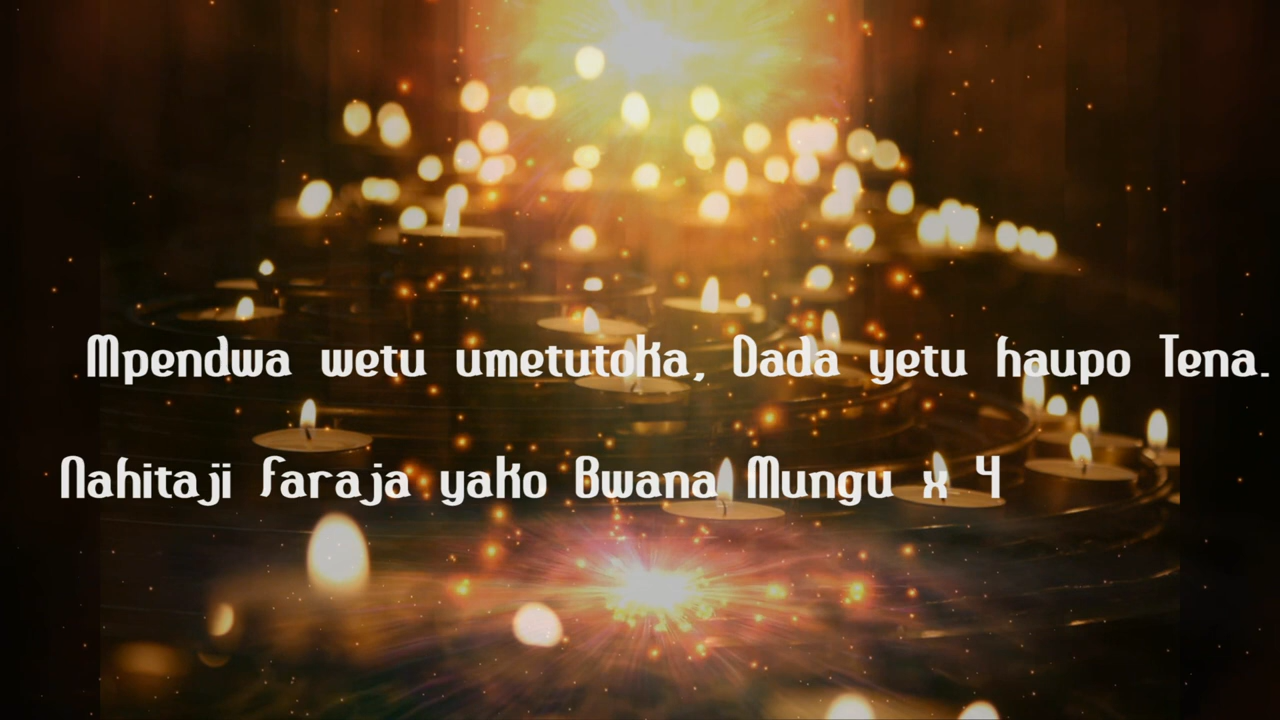 Mpendwa wetu umetutoka, Dada yetu haupo Tena.
Nahitaji faraja yako Bwana Mungu x 4